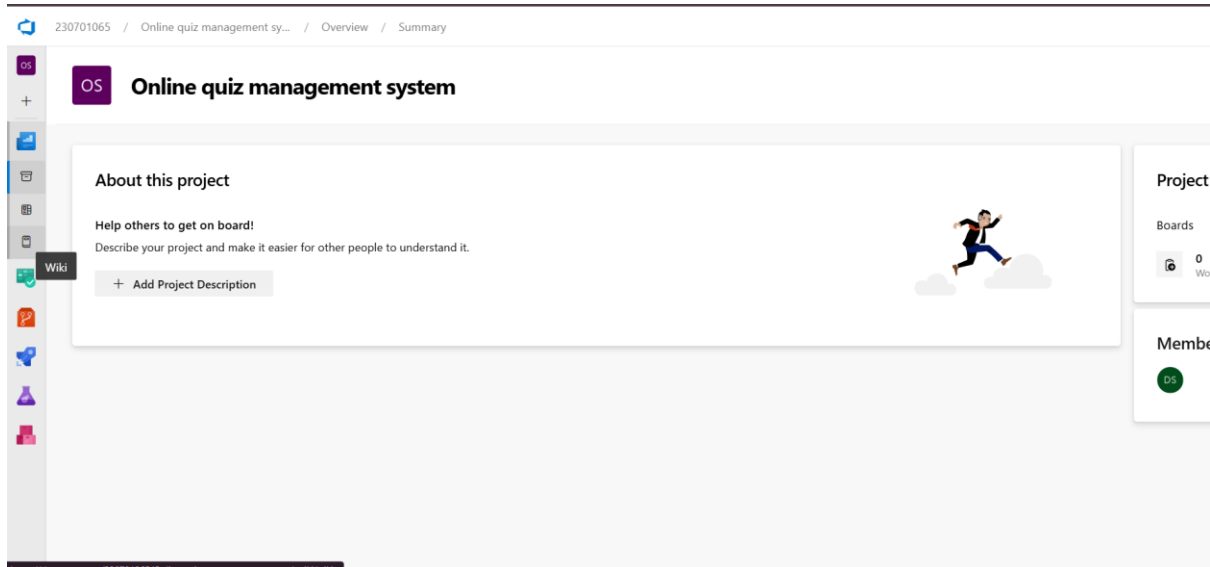 230701065 / Online quiz management sy... / Overview / Summary
OS
OS Online quiz management system
About this project
Help others to get on board!
Describe your project and make it easier for other people to understand it.
+ Add Project Description
Wiki
Project
Boards
0
Wo
Membe
DS